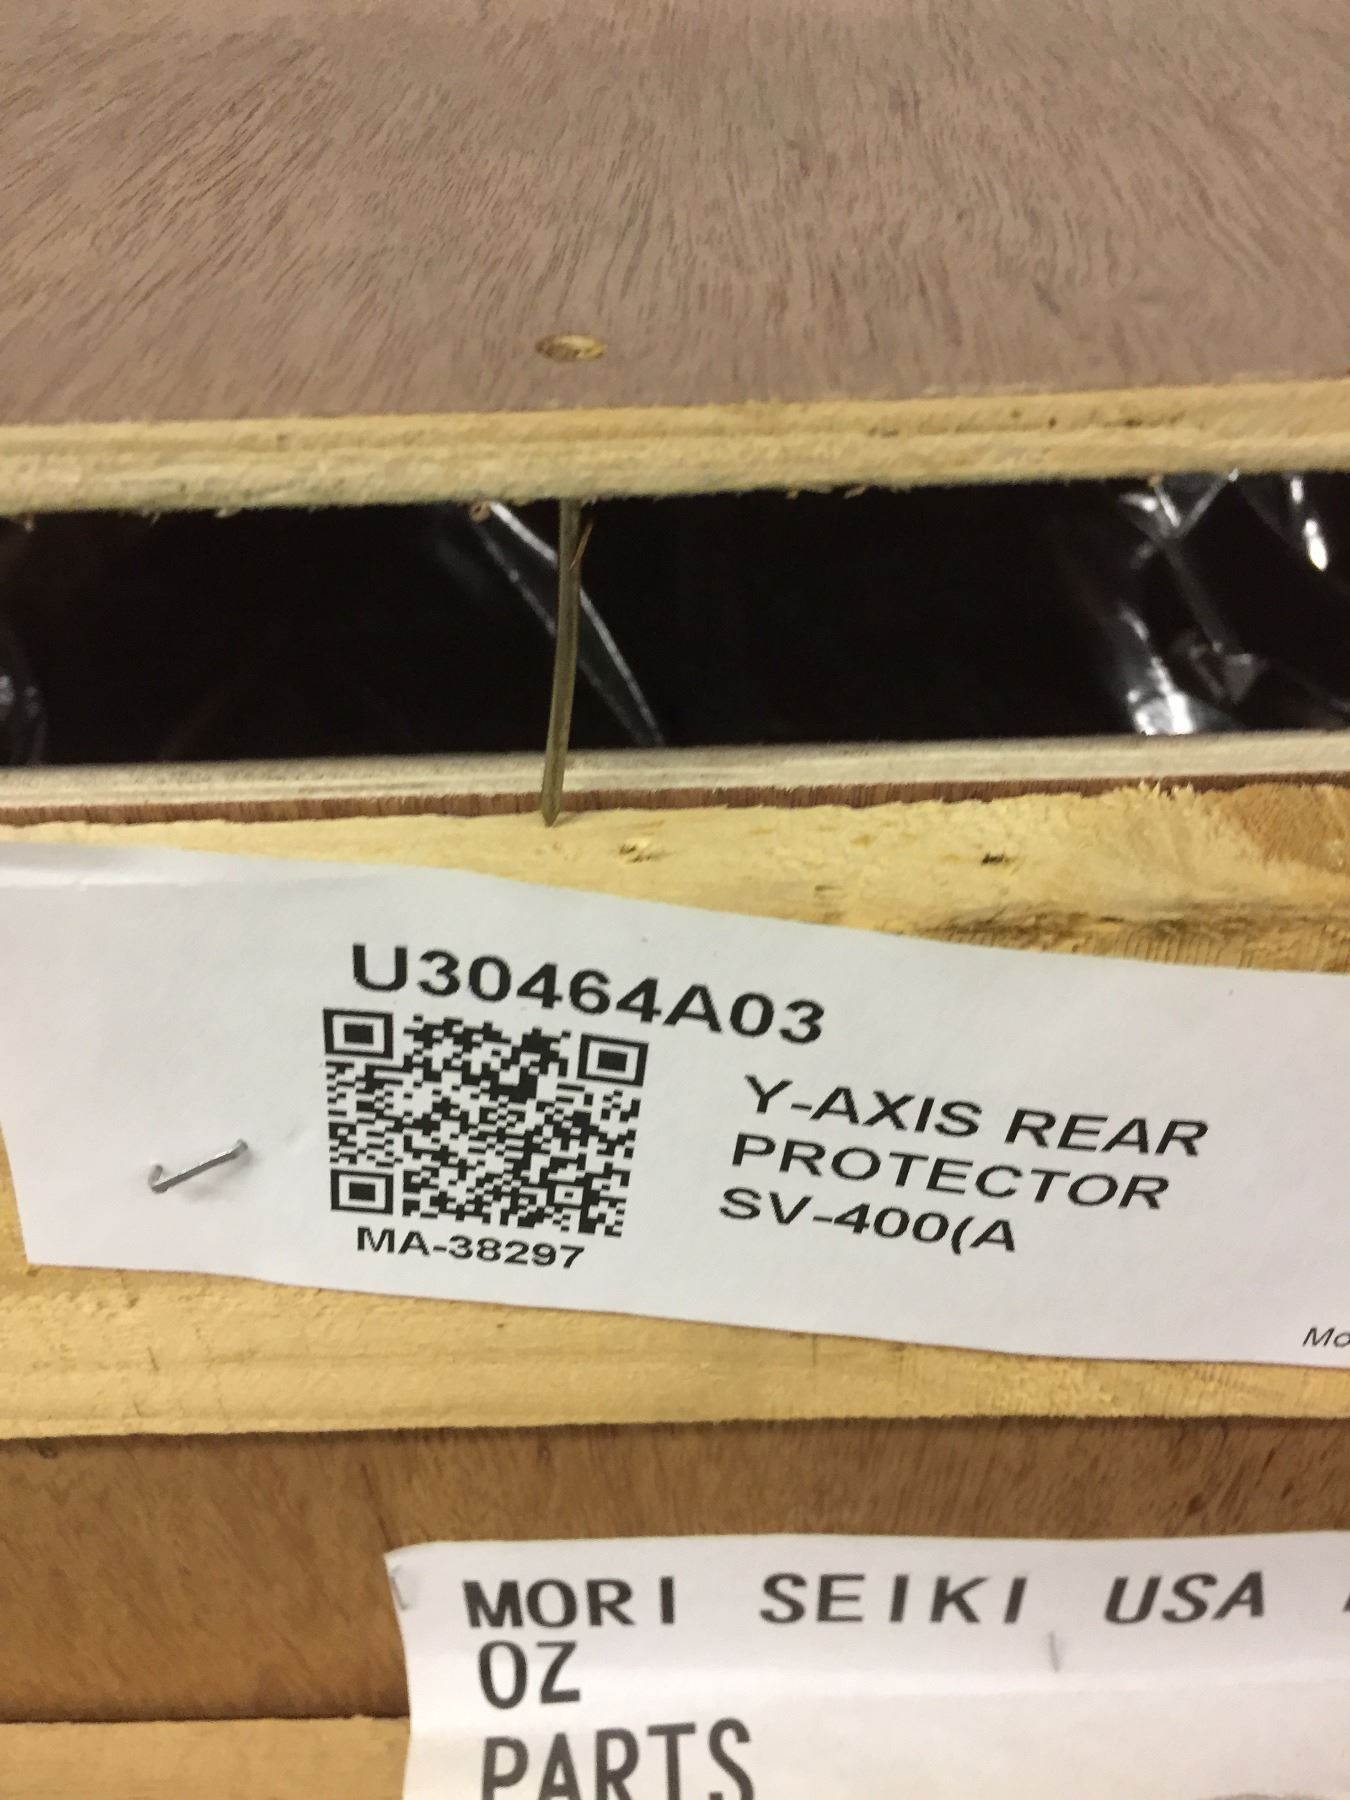 U30464A03
Y-AXIS REAR
PROTECTOR
SV-400(A
MA-38297
MORI SEIKI USA
OZ
PARTS